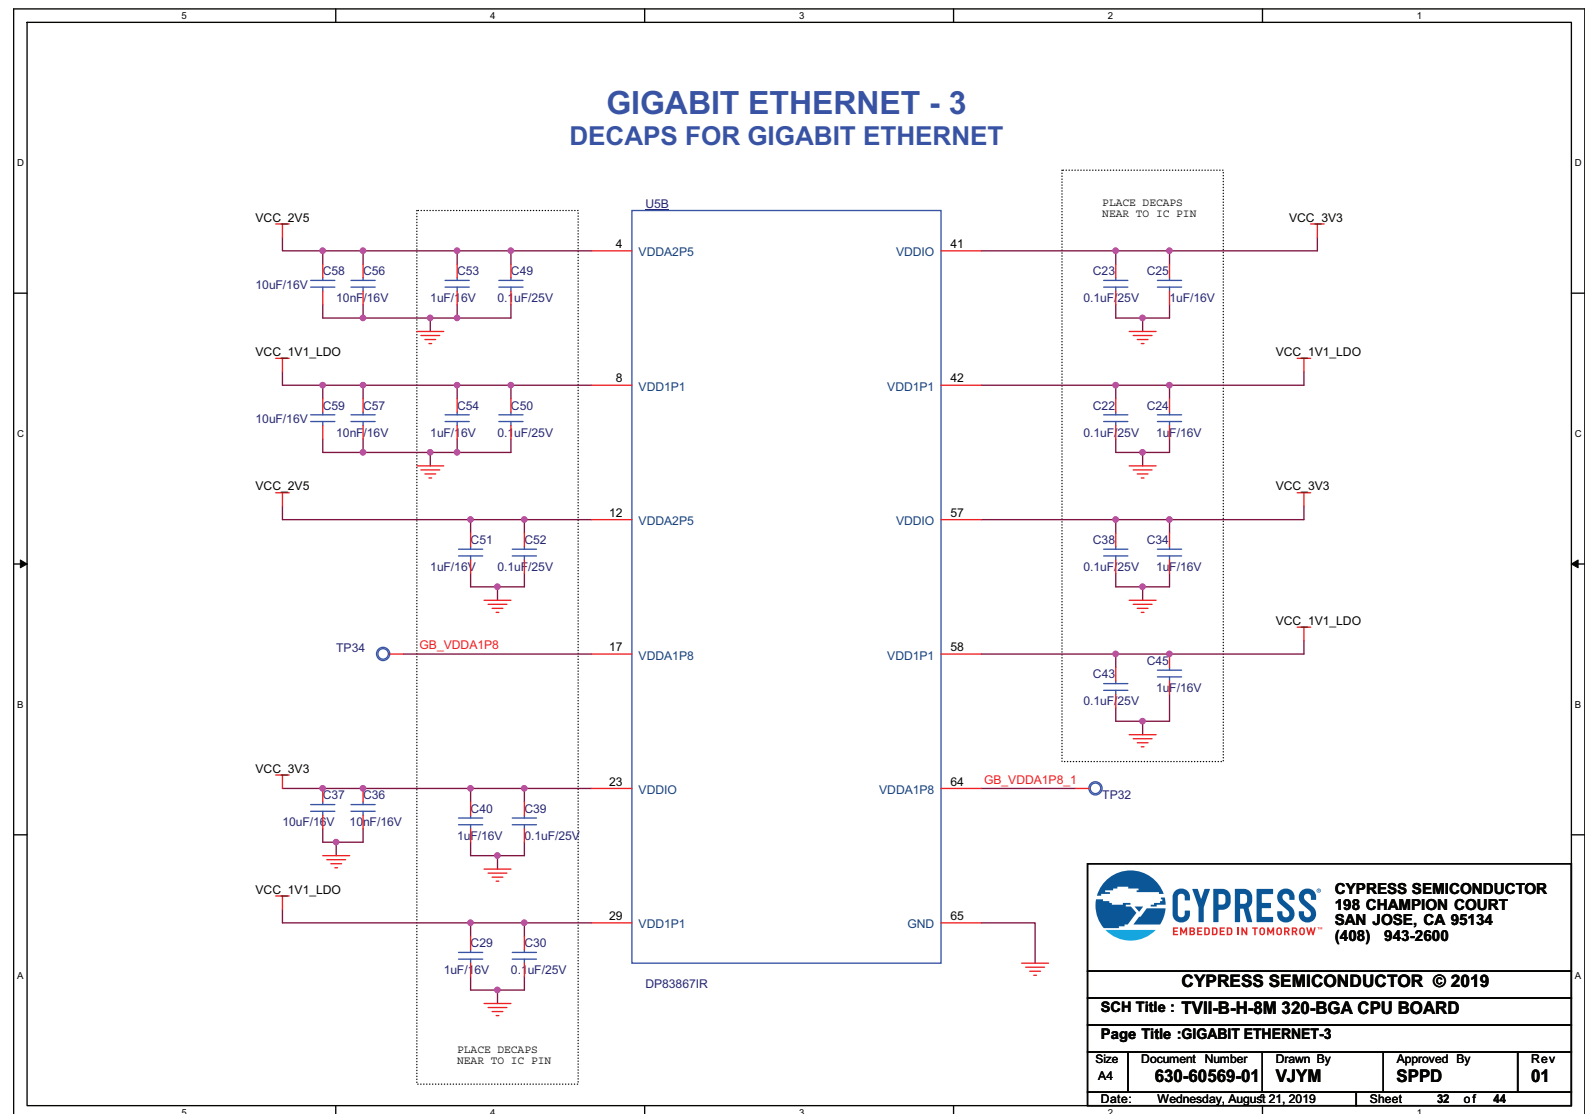 5 4 3 2 1
GIGABIT ETHERNET - 3
DECAPS FOR GIGABIT ETHERNET
D D
C C
B B
A A
U5B
VCC_2V5
4 VDDA2P5
C58 C56 C53 C49
10uF/16V 10nF/16V 1uF/16V 0.1uF/25V
VCC_1V1_LDO
8 VDD1P1
C59 C57 C54 C50
10uF/16V 10nF/16V 1uF/16V 0.1uF/25V
VCC_2V5
12 VDDA2P5
C51 C52
1uF/16V 0.1uF/25V
TP34 GB_VDDA1P8 17 VDDA1P8
VCC_3V3
23 VDDIO
C37 C36 C40 C39
10uF/16V 10nF/16V 1uF/16V 0.1uF/25V
VCC_1V1_LDO
29 VDD1P1
C29 C30
1uF/16V 0.1uF/25V
PLACE DECAPS
NEAR TO IC PIN
DP83867IR
PLACE DECAPS
NEAR TO IC PIN
VCC_3V3
VDDIO 41
C23 C25
0.1uF/25V 1uF/16V
VCC_1V1_LDO
VDD1P1 42
C22 C24
0.1uF/25V 1uF/16V
VCC_3V3
VDDIO 57
C38 C34
0.1uF/25V 1uF/16V
VCC_1V1_LDO
VDD1P1 58
C43 C45
0.1uF/25V 1uF/16V
VDDA1P8 64 GB_VDDA1P8_1 TP32
GND 65
CYPRESS®
EMBEDDED IN TOMORROW™
CYPRESS SEMICONDUCTOR
198 CHAMPION COURT
SAN JOSE, CA 95134
(408) 943-2600
CYPRESS SEMICONDUCTOR © 2019
SCH Title : TVII-B-H-8M 320-BGA CPU BOARD
Page Title :GIGABIT ETHERNET-3
Size Document Number Drawn By Approved By Rev
A4 630-60569-01 VJYM SPPD 01
Date: Wednesday, August 21, 2019 Sheet 32 of 44
5 4 3 2 1